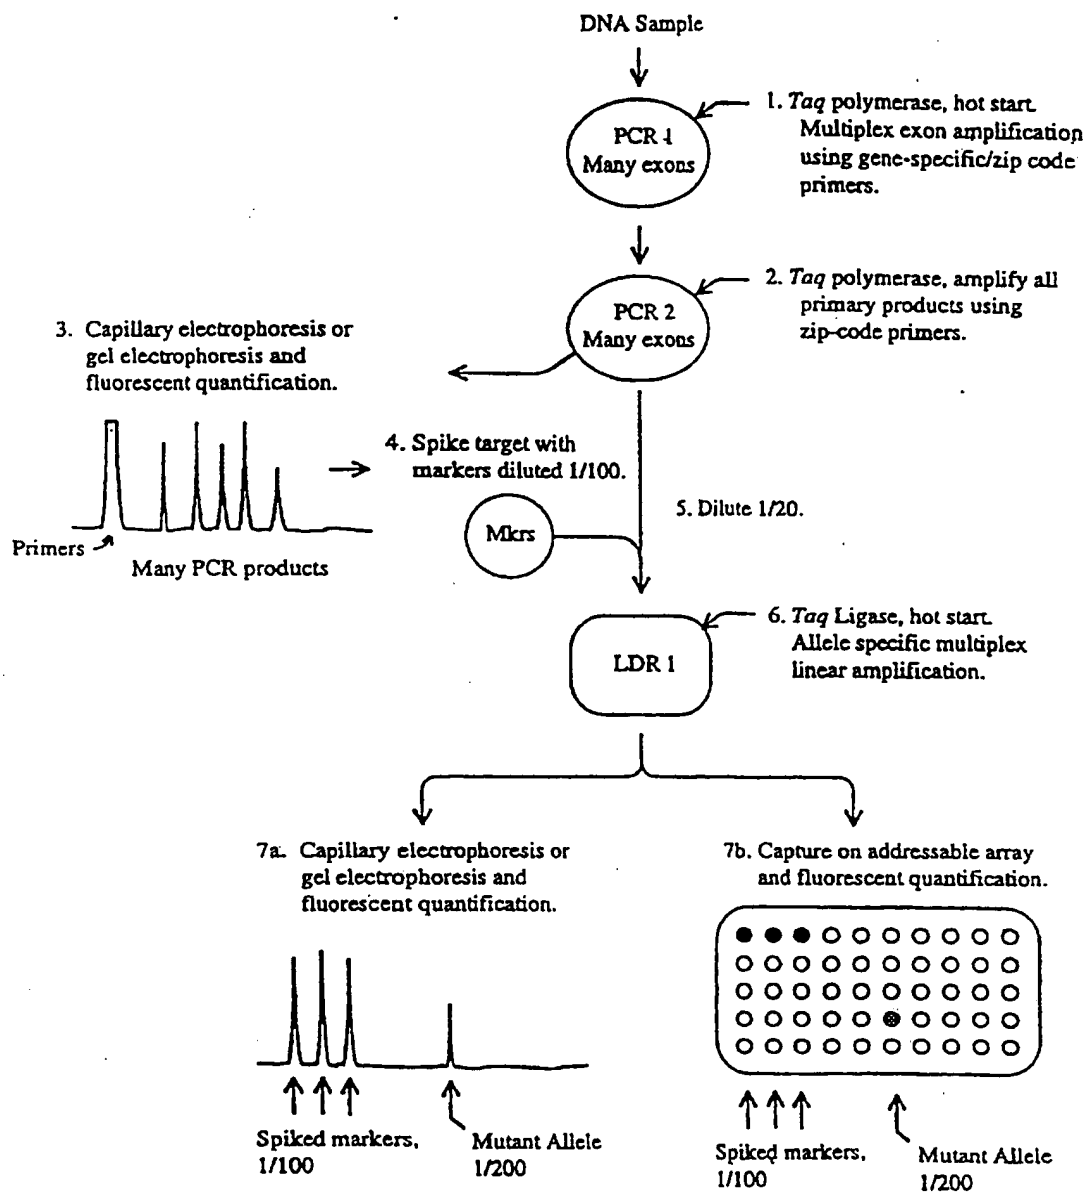 DNA Sample
PCR 1
Many exons
1. Taq polymerase, hot start.
Multiplex exon amplification
using gene-specific/zip code
primers.
PCR 2
Many exons
2. Taq polymerase, amplify all
primary products using
zip-code primers.
3. Capillary electrophoresis or
gel electrophoresis and
fluorescent quantification.
Primers
Many PCR products
4. Spike target with
markers diluted 1/100.
Mkrs
5. Dilute 1/20.
LDR 1
6. Taq Ligase, hot start.
Allele specific multiplex
linear amplification.
7a. Capillary electrophoresis or
gel electrophoresis and
fluorescent quantification.
Spiked markers,
1/100
Mutant Allele
1/200
7b. Capture on addressable array
and fluorescent quantification.
Spiked markers,
1/100
Mutant Allele
1/200